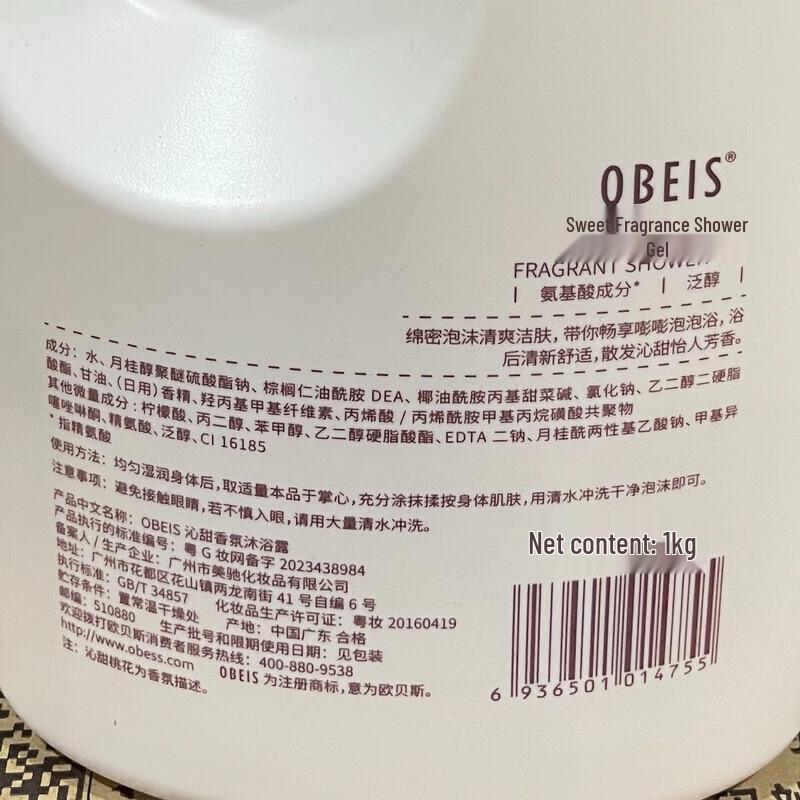 OBEIS®
Sweet Fragrance Shower
Gel
FRAGRANT SHOWER
| 氨基酸成分* | 泛醇 |
绵密泡沫清爽洁肤，带你畅享嘭嘭泡泡浴，浴
后清新舒适，散发沁甜怡人芳香。
成分：水、月桂醇聚醚硫酸酯钠、棕榈仁油酰胺 DEA、椰油酰胺丙基甜菜碱、氯化钠、乙二醇二硬脂
酸酯、甘油、（日用）香精、羟丙基甲基纤维素、丙烯酸 / 丙烯酰胺甲基丙烷磺酸共聚物
其他微量成分：柠檬酸、丙二醇、苯甲醇、乙二醇硬脂酸酯、EDTA 二钠、月桂酰两性基乙酸钠、甲基异
噻唑啉酮、精氨酸、泛醇、CI 16185
* 指精氨酸
使用方法：均匀湿润身体后，取适量本品于掌心，充分涂抹揉按身体肌肤，用清水冲洗干净泡沫即可。
注意事项：避免接触眼睛，若不慎入眼，请用大量清水冲洗。
产品中文名称：OBEIS 沁甜香氛沐浴露
产品执行的标准编号：粤 G 妆网备字 2023438984
备案人 / 生产企业：广州市美驰化妆品有限公司
地址：广州市花都区花山镇两龙南街 41 号自编 6 号
执行标准：GB/T 34857 化妆品生产许可证：粤妆 20160419
贮存条件：置常温干燥处 产地：中国广东 合格
邮编：510880 生产批号和限期使用日期：见包装
欢迎拨打欧贝斯消费者服务热线：400-880-9538
http://www.obess.com OBEIS 为注册商标，意为欧贝斯。
注：沁甜桃花为香氛描述。
Net content: 1kg
6 936501 014755